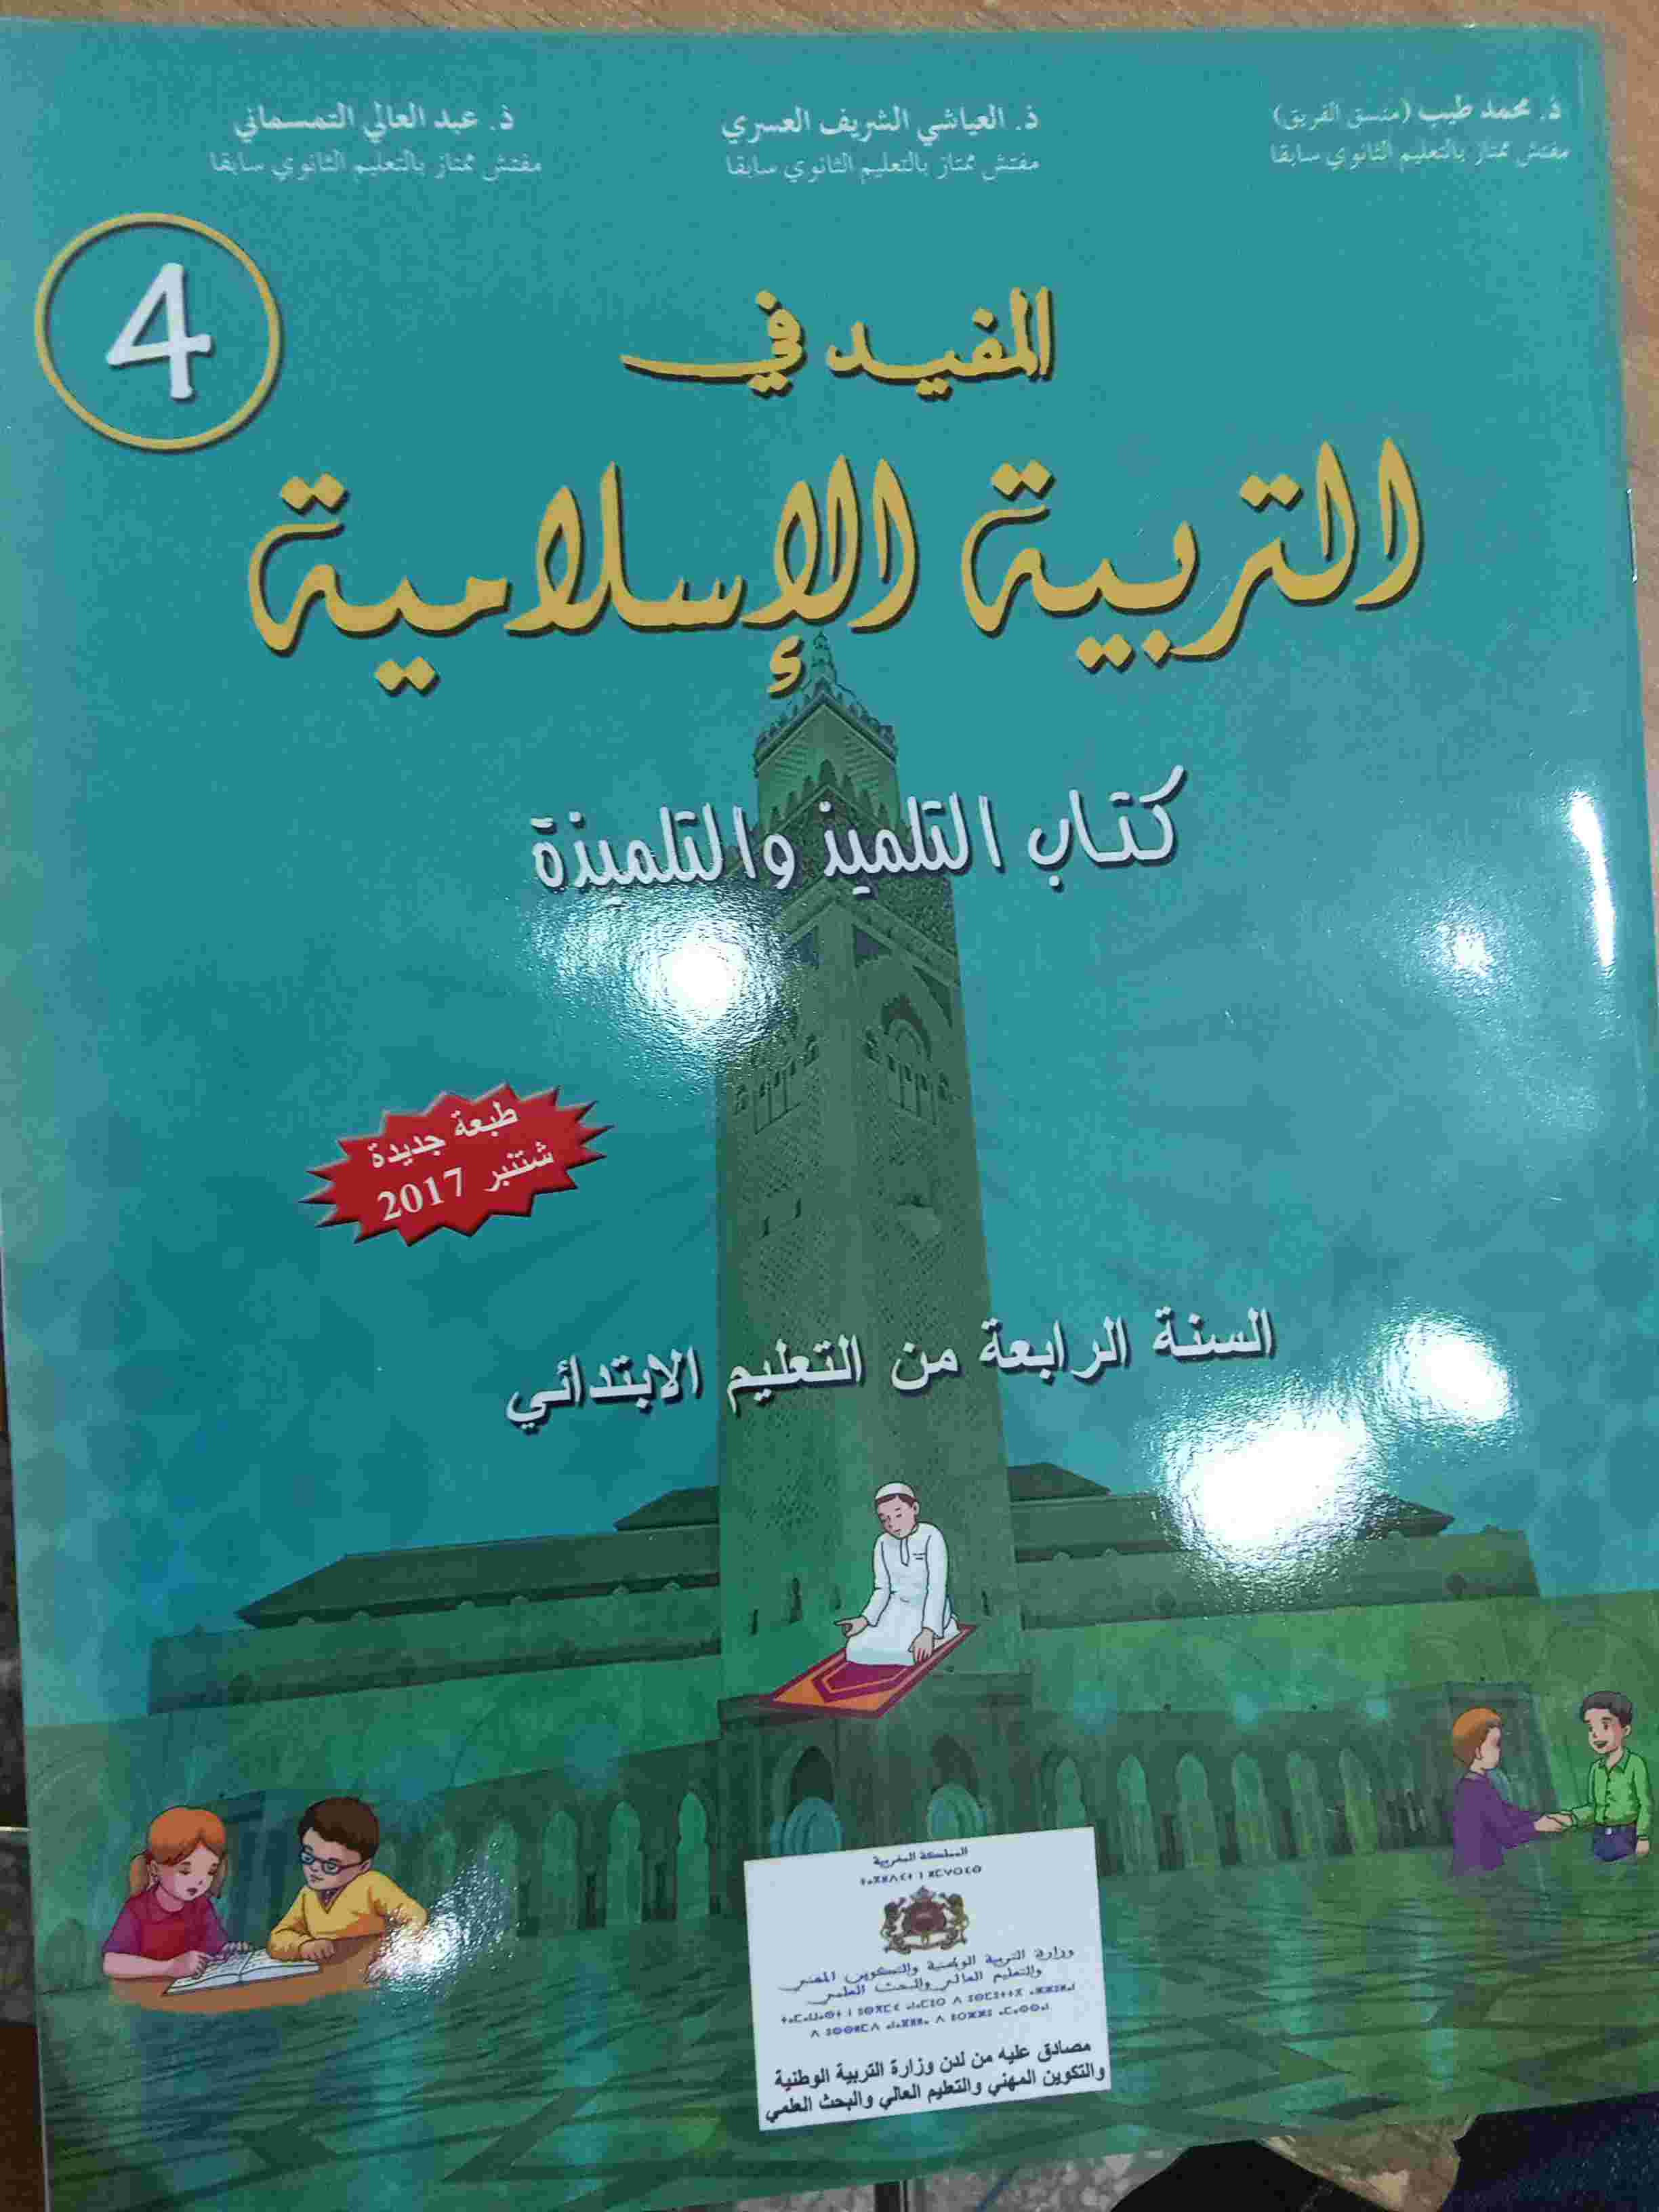 ذ. محمد طيب (منسق الفريق)
مفتش ممتاز بالتعليم الثانوي سابقا
ذ. العياشي الشريف العسري
مفتش ممتاز بالتعليم الثانوي سابقا
ذ. عبد العالي التمسماني
مفتش ممتاز بالتعليم الثانوي سابقا
4
المفيد في
التربية الإسلامية
كتاب التلميذ والتلميذة
طبعة جديدة
شتنبر 2017
السنة الرابعة من التعليم الابتدائي
المملكة المغربية
ⵜⴰⴳⵍⴷⵉⵜ ⵏ ⵍⵎⵖⵔⵉⴱ
وزارة التربية الوطنية والتكوين المهني
والتعليم العالي والبحث العلمي
مصادق عليه من لدن وزارة التربية الوطنية
والتكوين المهني والتعليم العالي والبحث العلمي